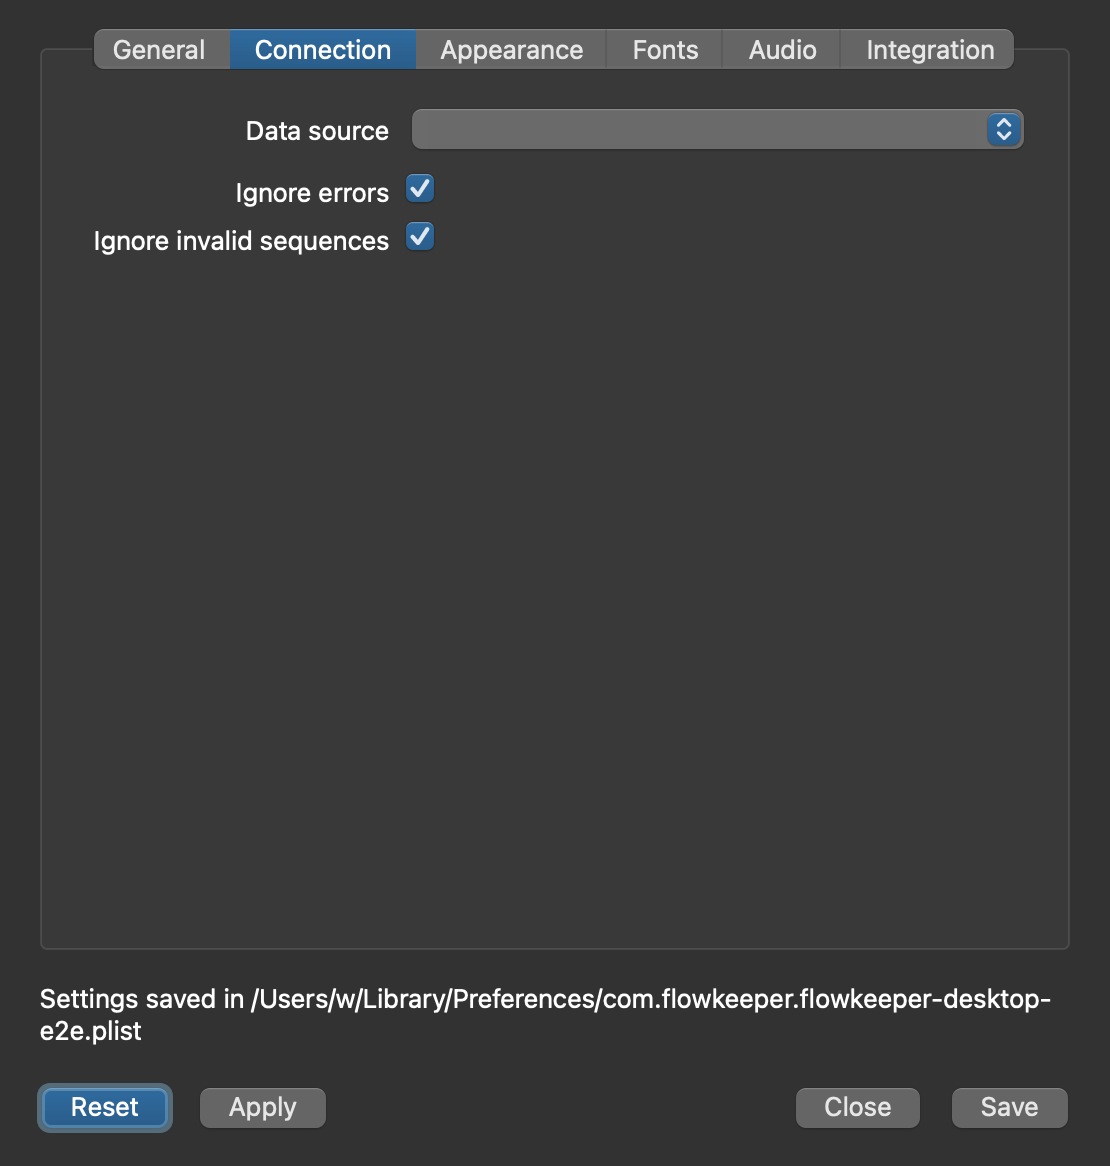 General Connection Appearance Fonts Audio Integration
Data source
Ignore errors
Ignore invalid sequences
Settings saved in /Users/w/Library/Preferences/com.flowkeeper.flowkeeper-desktop-
e2e.plist
Reset Apply Close Save